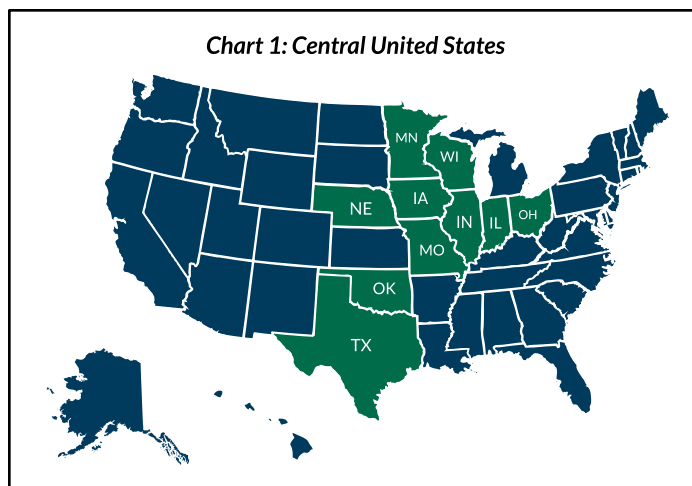 Chart 1: Central United States
MN
WI
NE
IA
IN
IL
OH
MO
OK
TX